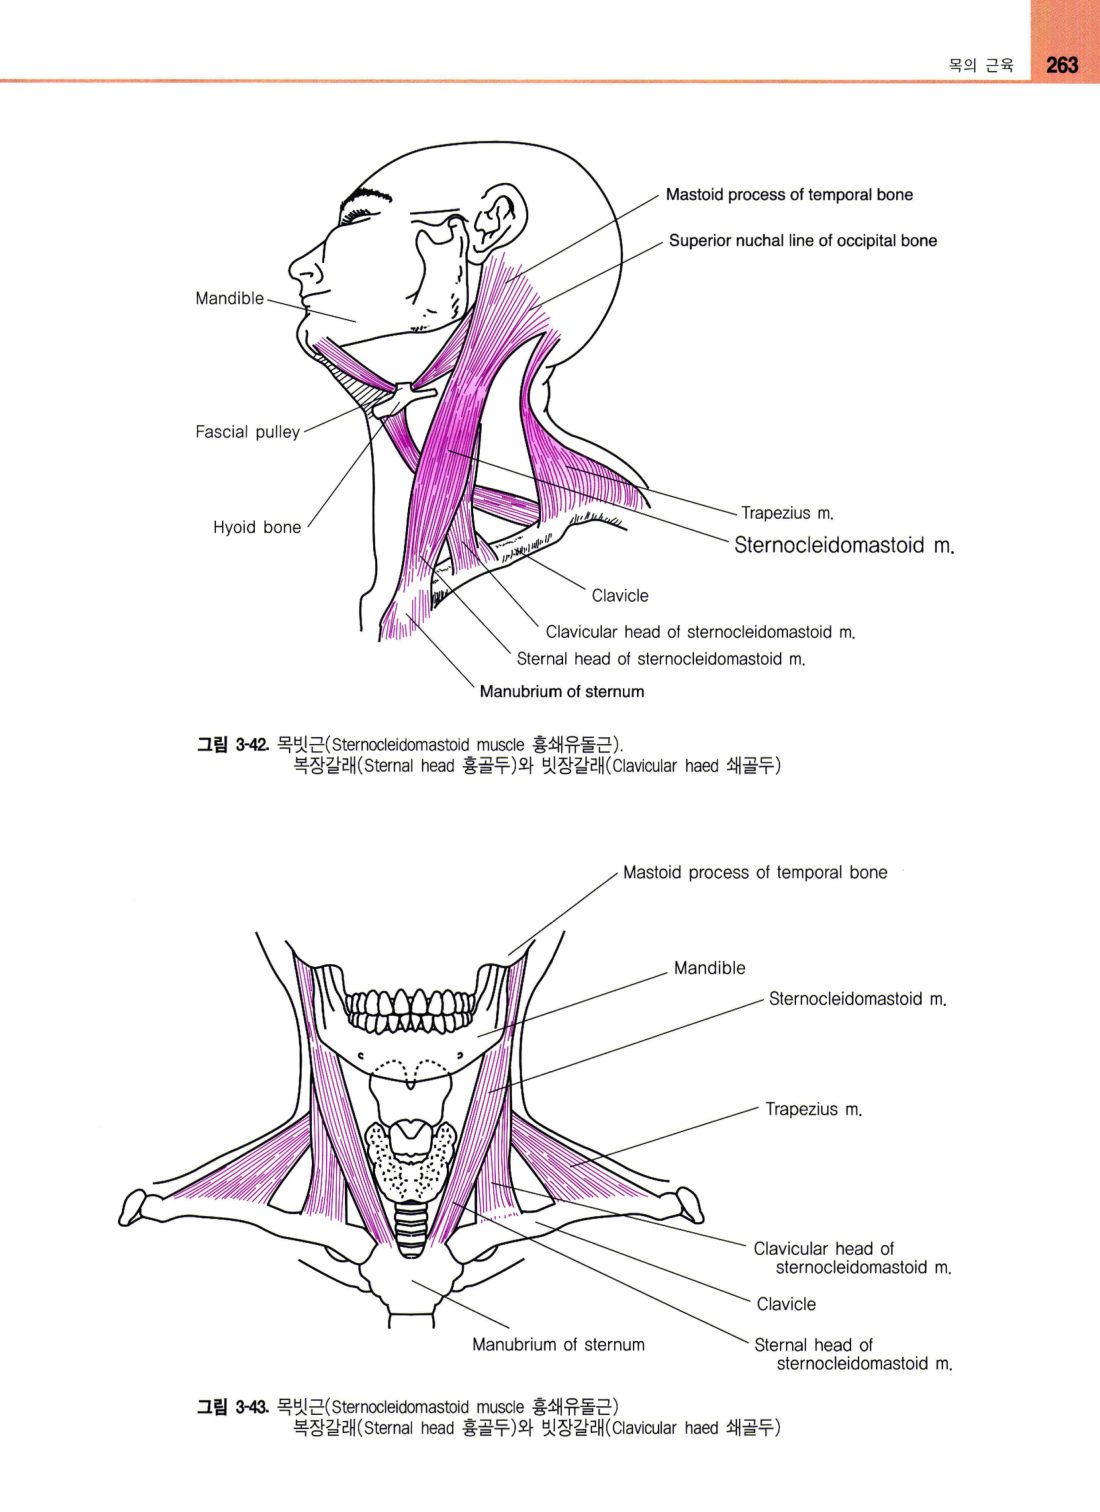 목의 근육 263
Mastoid process of temporal bone
Superior nuchal line of occipital bone
Mandible
Fascial pulley
Hyoid bone
Trapezius m.
Sternocleidomastoid m.
Clavicle
Clavicular head of sternocleidomastoid m.
Sternal head of sternocleidomastoid m.
Manubrium of sternum
그림 3-42. 목빗근(Sternocleidomastoid muscle 흉쇄유돌근).
복장갈래(Sternal head 흉골두)와 빗장갈래(Clavicular haed 쇄골두)
Mastoid process of temporal bone
Mandible
Sternocleidomastoid m.
Trapezius m.
Clavicular head of
sternocleidomastoid m.
Clavicle
Manubrium of sternum
Sternal head of
sternocleidomastoid m.
그림 3-43. 목빗근(Sternocleidomastoid muscle 흉쇄유돌근)
복장갈래(Sternal head 흉골두)와 빗장갈래(Clavicular haed 쇄골두)